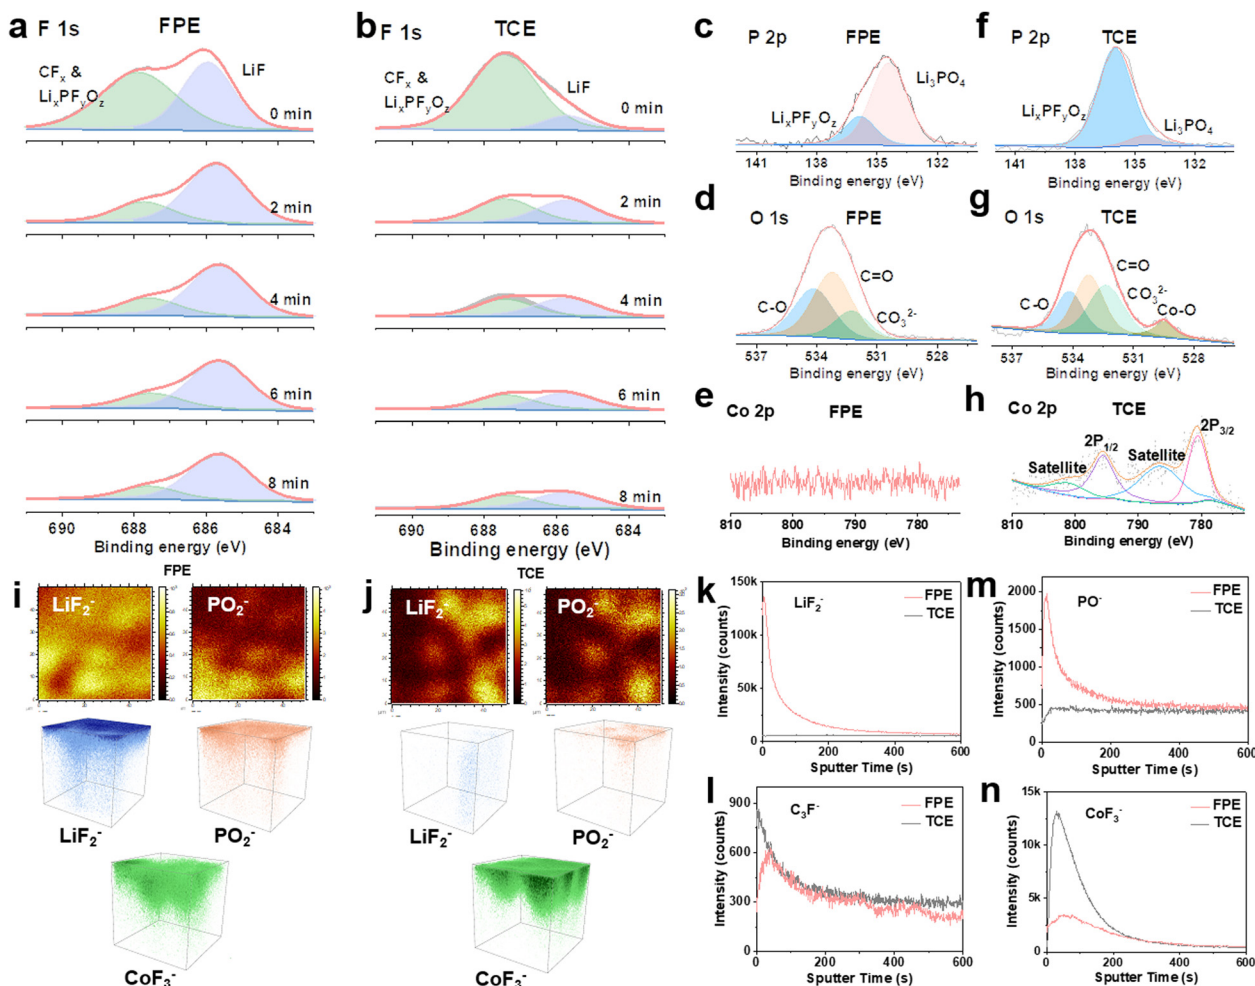 a F 1s FPE
CFₓ &
LiₓPFᵧO_z
LiF
0 min
2 min
4 min
6 min
8 min
690 688 686 684
Binding energy (eV)
b F 1s TCE
CFₓ &
LiₓPFᵧO_z
LiF
0 min
2 min
4 min
6 min
8 min
690 688 686 684
Binding energy (eV)
c P 2p FPE
Li₃PO₄
LiₓPFᵧO_z
141 138 135 132
Binding energy (eV)
f P 2p TCE
LiₓPFᵧO_z
Li₃PO₄
141 138 135 132
Binding energy (eV)
d O 1s FPE
C=O
C-O
CO₃²⁻
537 534 531 528
Binding energy (eV)
g O 1s TCE
C=O
C-O
CO₃²⁻
Co-O
537 534 531 528
Binding energy (eV)
e Co 2p FPE
810 800 790 780
Binding energy (eV)
h Co 2p TCE
2P₃/₂
2P₁/₂
Satellite
Satellite
810 800 790 780
Binding energy (eV)
i FPE
LiF₂⁻
PO₂⁻
LiF₂⁻
PO₂⁻
CoF₃⁻
j TCE
LiF₂⁻
PO₂⁻
LiF₂⁻
PO₂⁻
CoF₃⁻
k LiF₂⁻
FPE
TCE
150k
100k
50k
0
Intensity (counts)
0 200 400 600
Sputter Time (s)
m PO⁻
FPE
TCE
2000
1500
1000
500
0
Intensity (counts)
0 200 400 600
Sputter Time (s)
l C₃F⁻
FPE
TCE
900
600
300
0
Intensity (counts)
0 200 400 600
Sputter Time (s)
n CoF₃⁻
FPE
TCE
15k
10k
5k
0
Intensity (counts)
0 200 400 600
Sputter Time (s)